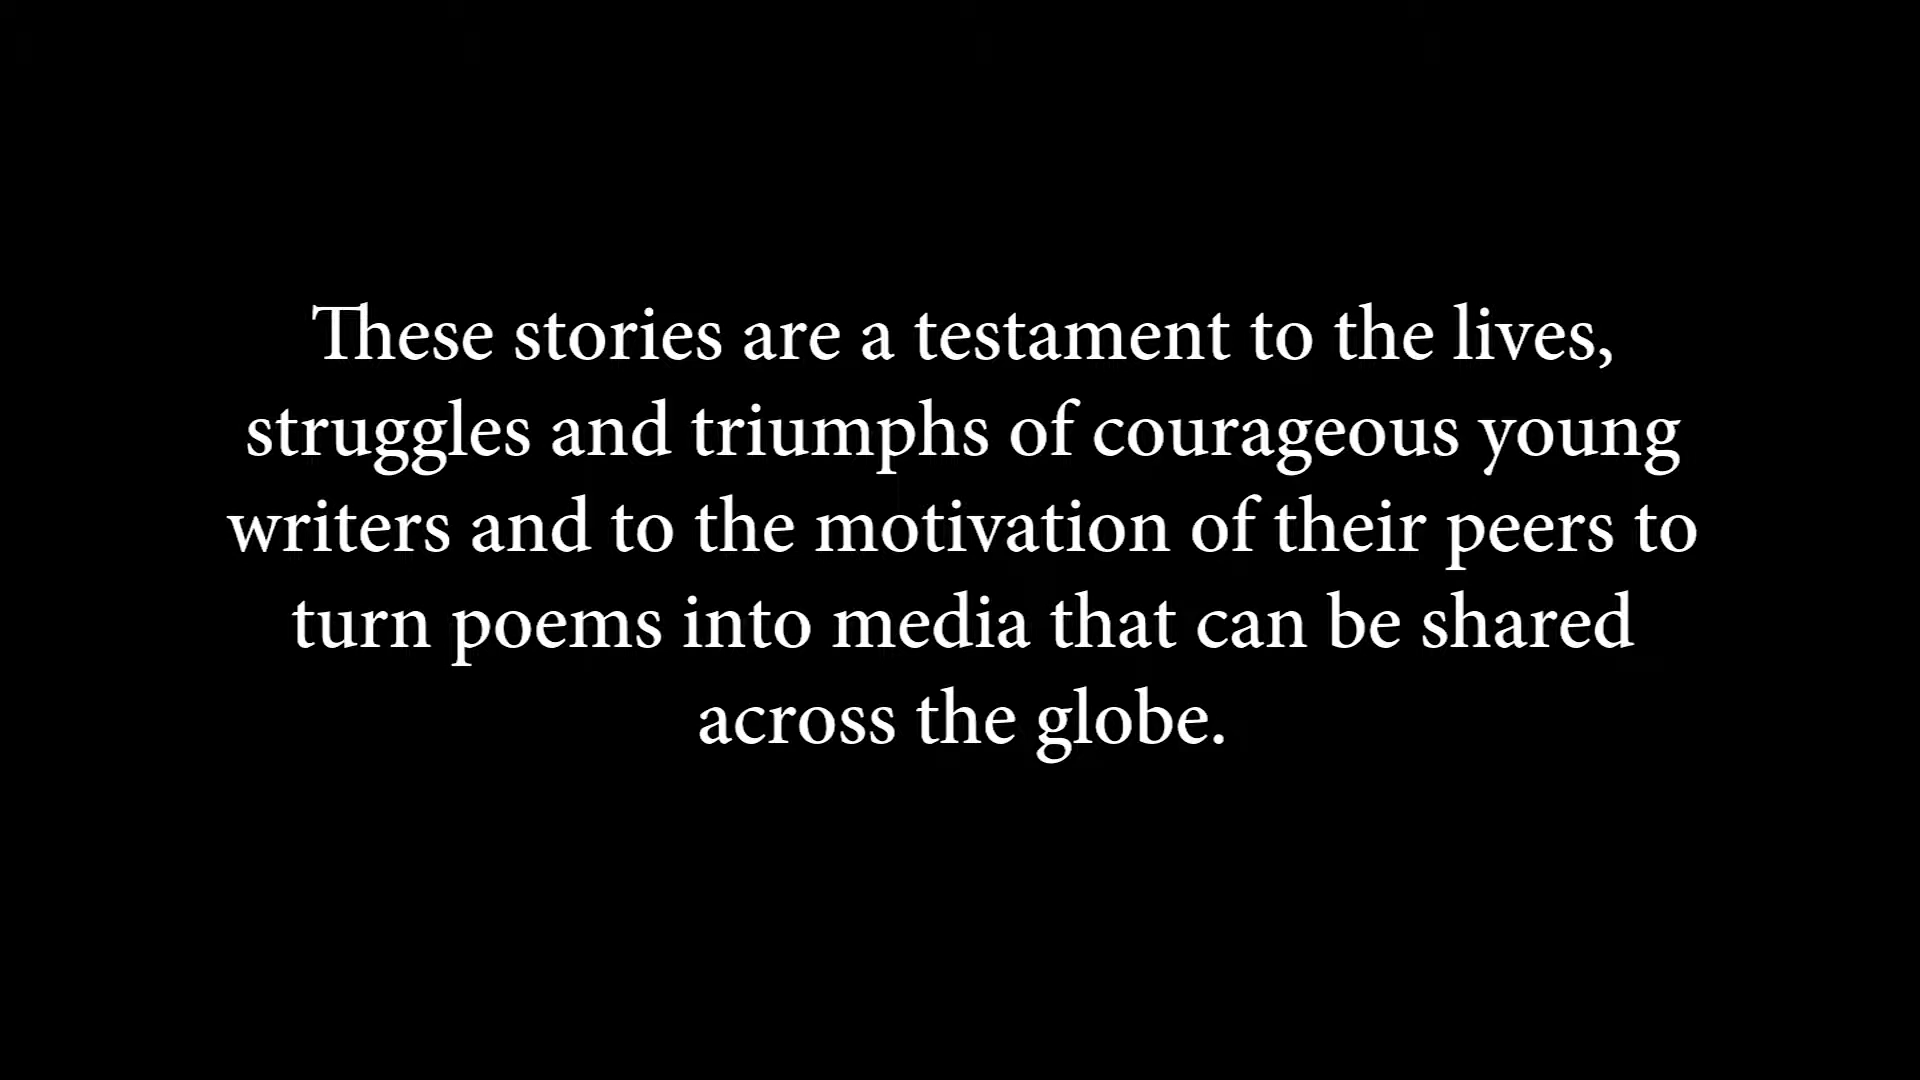 These stories are a testament to the lives,
struggles and triumphs of courageous young
writers and to the motivation of their peers to
turn poems into media that can be shared
across the globe.